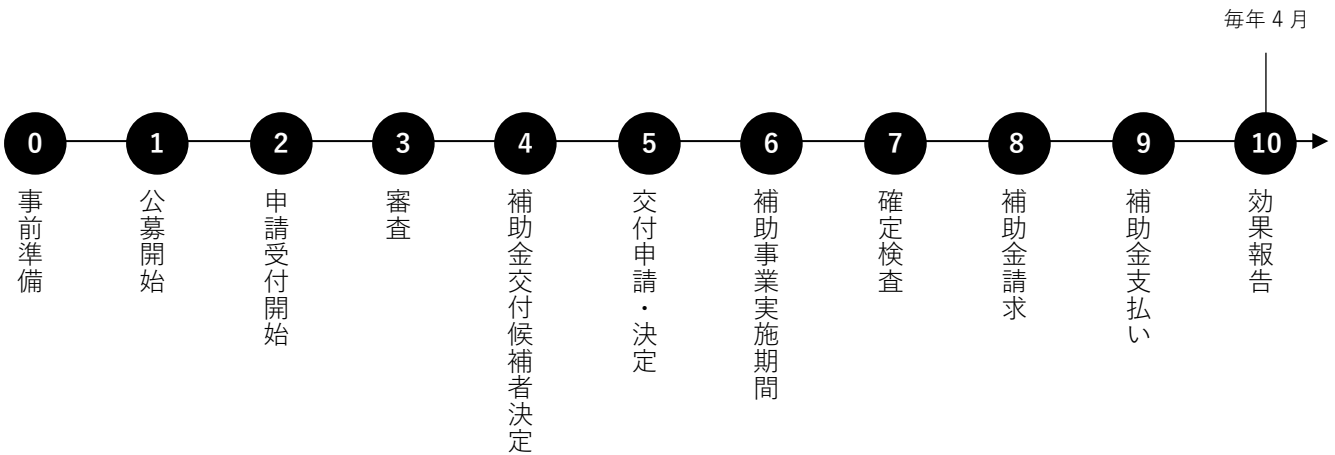 毎年 4 月
0
事前準備
1
公募開始
2
申請受付開始
3
審査
4
補助金交付候補者決定
5
交付申請・決定
6
補助事業実施期間
7
確定検査
8
補助金請求
9
補助金支払い
10
効果報告